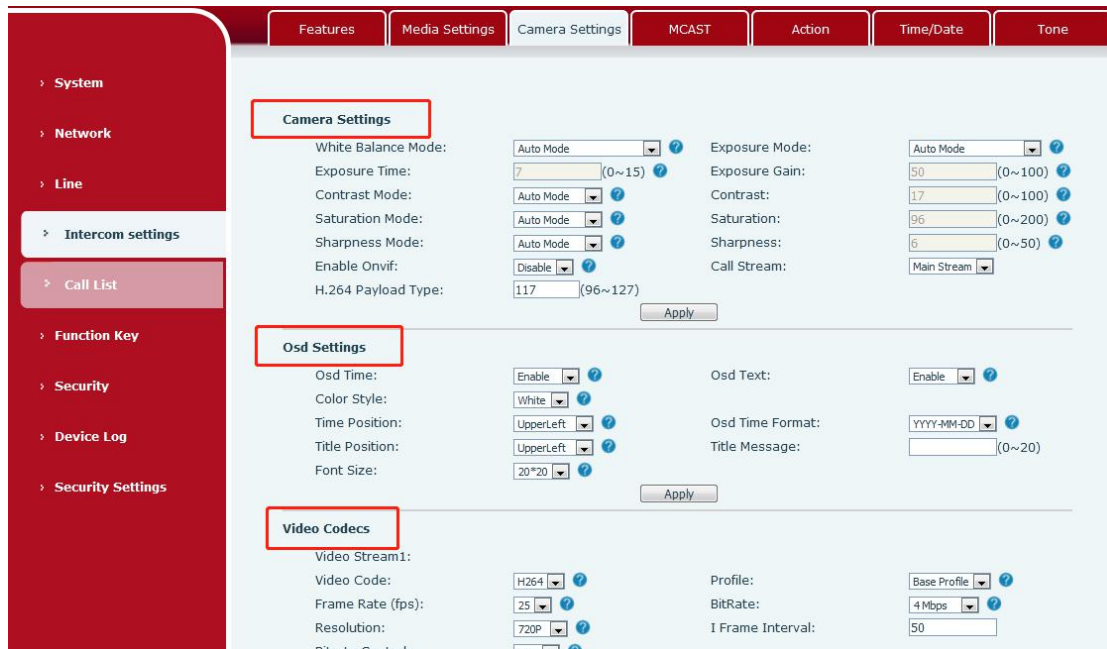 Features Media Settings Camera Settings MCAST Action Time/Date Tone
› System
› Network
› Line
› Intercom settings
› Call List
› Function Key
› Security
› Device Log
› Security Settings
Camera Settings
White Balance Mode: Auto Mode ? Exposure Mode: Auto Mode ?
Exposure Time: 7 (0~15) ? Exposure Gain: 50 (0~100) ?
Contrast Mode: Auto Mode ? Contrast: 17 (0~100) ?
Saturation Mode: Auto Mode ? Saturation: 96 (0~200) ?
Sharpness Mode: Auto Mode ? Sharpness: 6 (0~50) ?
Enable Onvif: Disable ? Call Stream: Main Stream
H.264 Payload Type: 117 (96~127)
Apply
Osd Settings
Osd Time: Enable ? Osd Text: Enable ?
Color Style: White ?
Time Position: UpperLeft ? Osd Time Format: YYYY-MM-DD ?
Title Position: UpperLeft ? Title Message: (0~20)
Font Size: 20*20 ?
Apply
Video Codecs
Video Stream1:
Video Code: H264 ? Profile: Base Profile ?
Frame Rate (fps): 25 ? BitRate: 4 Mbps ?
Resolution: 720P ? I Frame Interval: 50